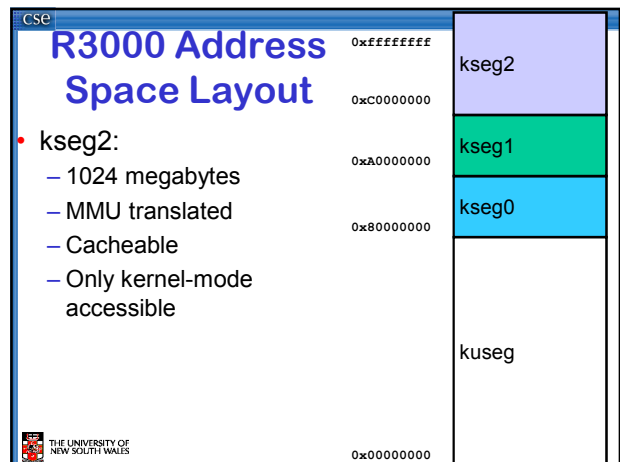 cse
R3000 Address
Space Layout
• kseg2:
– 1024 megabytes
– MMU translated
– Cacheable
– Only kernel-mode
accessible
0xffffffff
kseg2
0xC0000000
kseg1
0xA0000000
kseg0
0x80000000
kuseg
0x00000000
THE UNIVERSITY OF
NEW SOUTH WALES